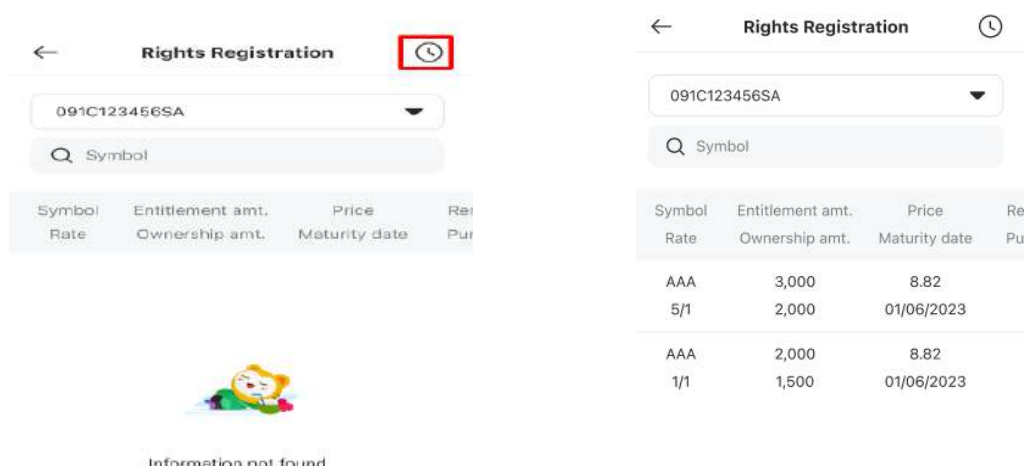 Rights Registration
091C123456SA
Symbol
Symbol Entitlement amt. Price Rer
Rate Ownership amt. Maturity date Pur
Information not found
Rights Registration
091C123456SA
Symbol
Symbol Entitlement amt. Price Re
Rate Ownership amt. Maturity date Pu
AAA 3,000 8.82
5/1 2,000 01/06/2023
AAA 2,000 8.82
1/1 1,500 01/06/2023